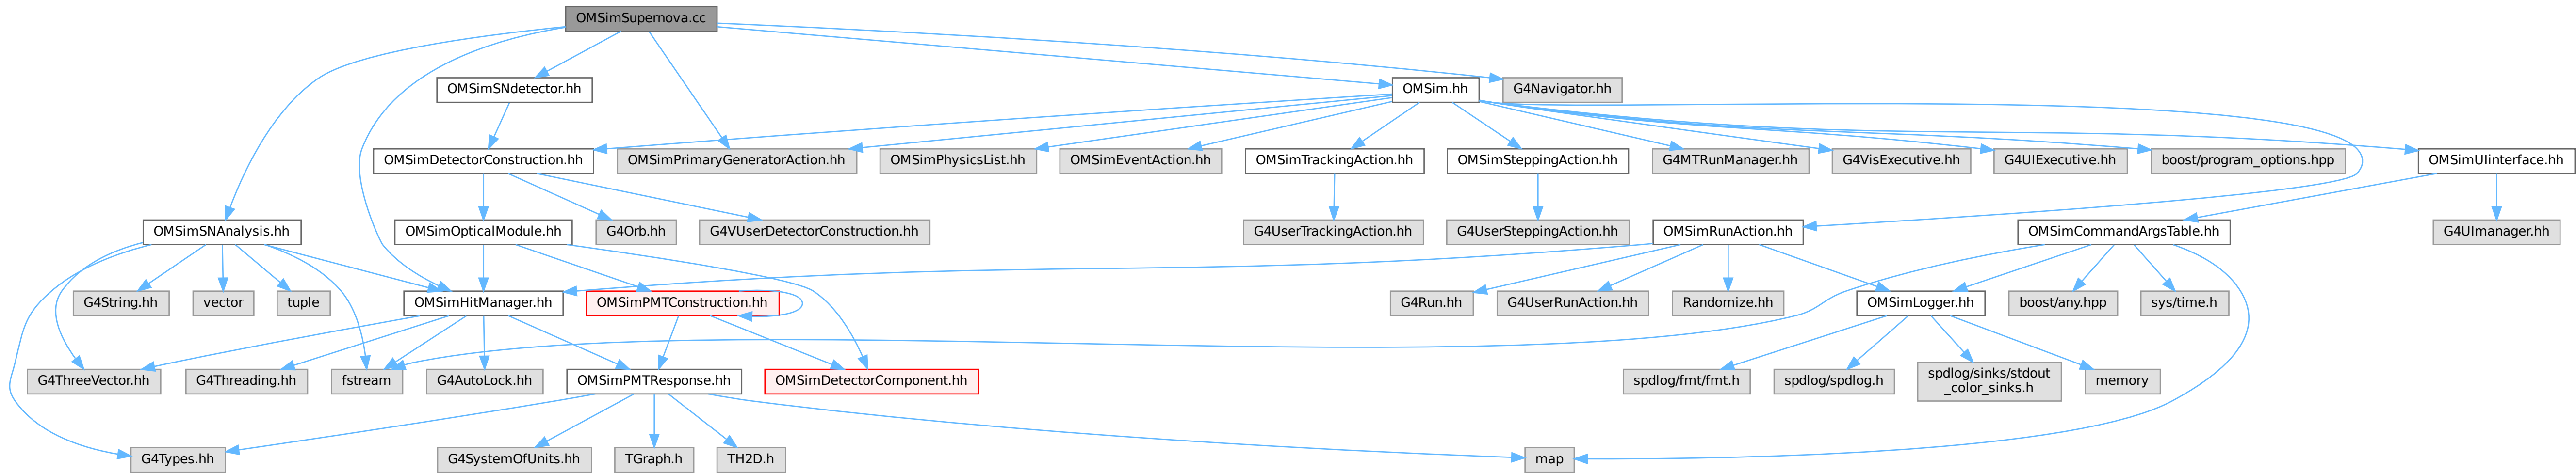 OMSimSupernova.cc
OMSimSNdetector.hh
OMSim.hh
G4Navigator.hh
OMSimDetectorConstruction.hh
OMSimPrimaryGeneratorAction.hh
OMSimPhysicsList.hh
OMSimEventAction.hh
OMSimTrackingAction.hh
OMSimSteppingAction.hh
G4MTRunManager.hh
G4VisExecutive.hh
G4UIExecutive.hh
boost/program_options.hpp
OMSimUIinterface.hh
OMSimSNAnalysis.hh
OMSimOpticalModule.hh
G4Orb.hh
G4VUserDetectorConstruction.hh
G4UserTrackingAction.hh
G4UserSteppingAction.hh
OMSimRunAction.hh
OMSimCommandArgsTable.hh
G4UImanager.hh
G4String.hh
vector
tuple
OMSimHitManager.hh
OMSimPMTConstruction.hh
G4Run.hh
G4UserRunAction.hh
Randomize.hh
OMSimLogger.hh
boost/any.hpp
sys/time.h
G4ThreeVector.hh
G4Threading.hh
fstream
G4AutoLock.hh
OMSimPMTResponse.hh
OMSimDetectorComponent.hh
spdlog/fmt/fmt.h
spdlog/spdlog.h
spdlog/sinks/stdout
_color_sinks.h
memory
G4Types.hh
G4SystemOfUnits.hh
TGraph.h
TH2D.h
map